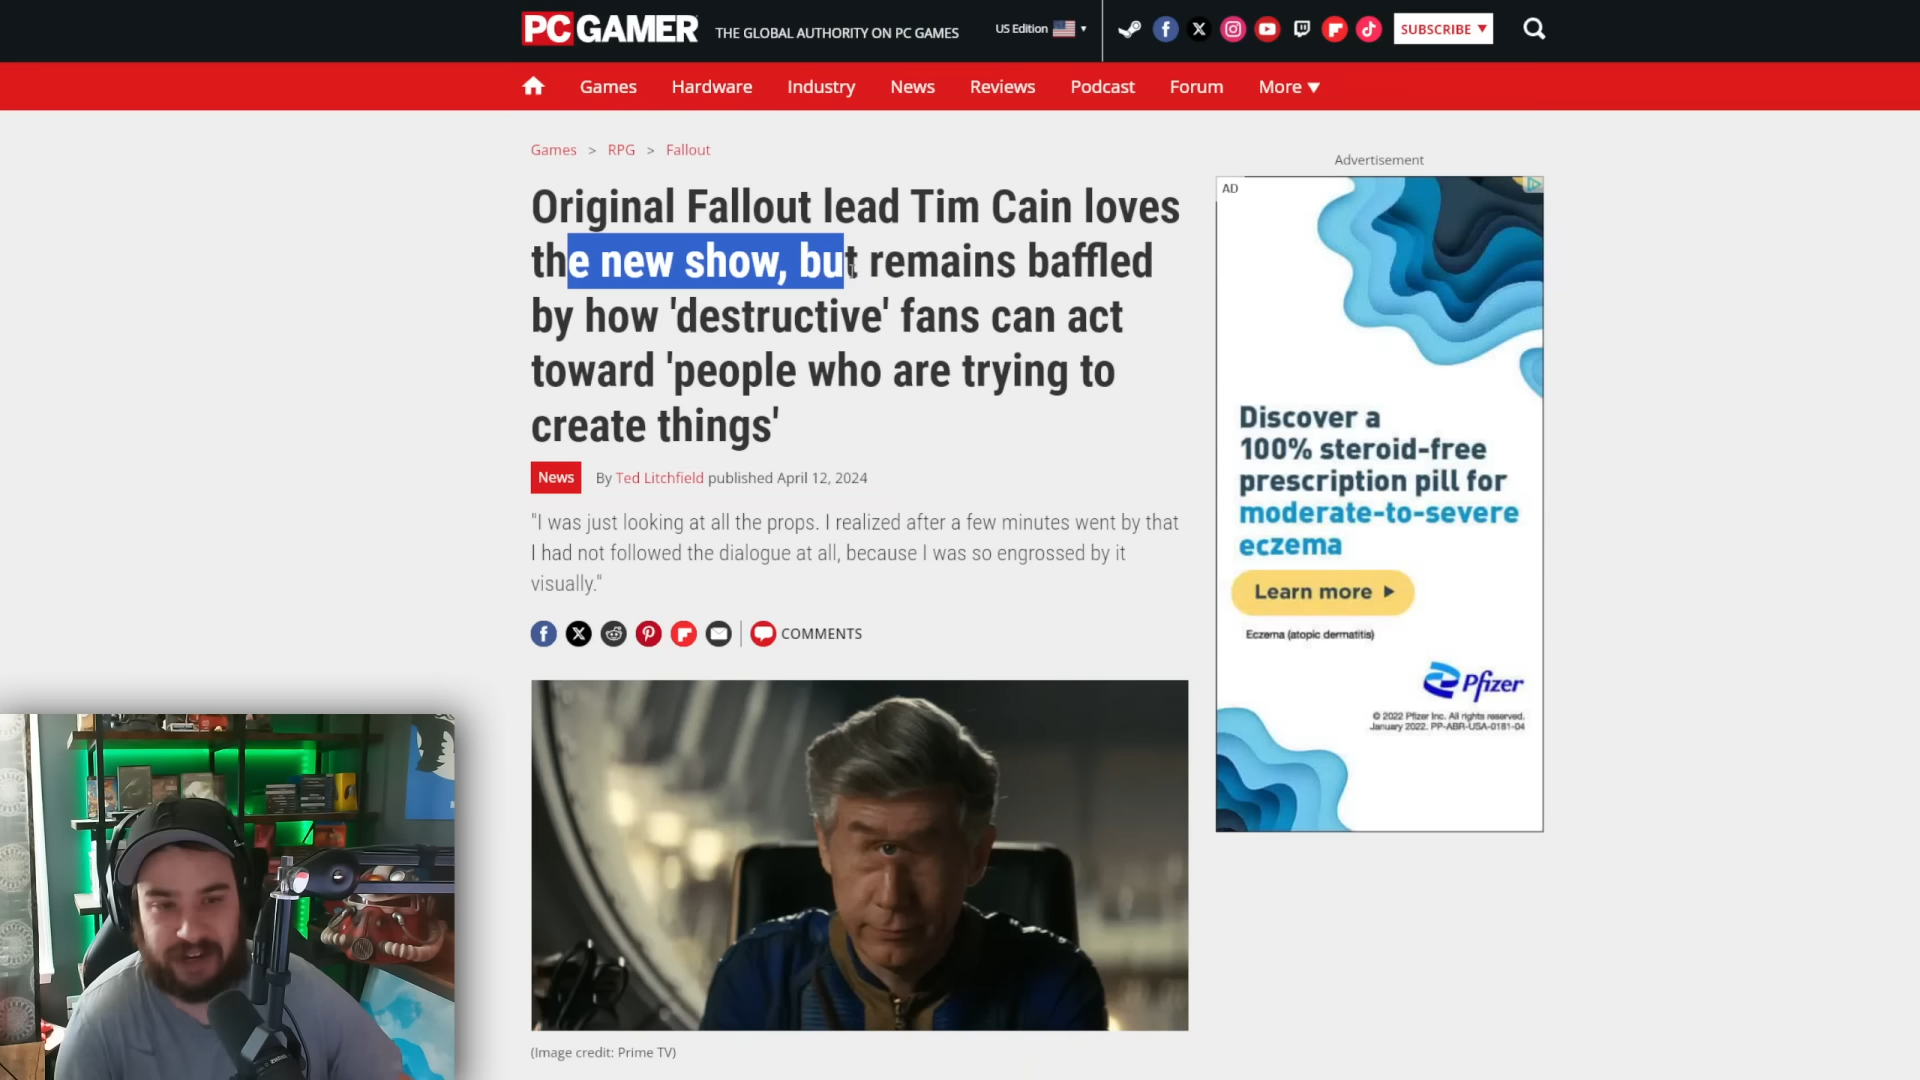 PC GAMER THE GLOBAL AUTHORITY ON PC GAMES
US Edition
SUBSCRIBE
Games Hardware Industry News Reviews Podcast Forum More
Games > RPG > Fallout
Original Fallout lead Tim Cain loves
the new show, but remains baffled
by how 'destructive' fans can act
toward 'people who are trying to
create things'
News By Ted Litchfield published April 12, 2024
"I was just looking at all the props. I realized after a few minutes went by that
I had not followed the dialogue at all, because I was so engrossed by it
visually."
COMMENTS
(Image credit: Prime TV)
Advertisement
AD
Discover a
100% steroid-free
prescription pill for
moderate-to-severe
eczema
Learn more
Eczema (atopic dermatitis)
Pfizer
© 2022 Pfizer Inc. All rights reserved.
January 2022. PP-ABR-USA-0181-04